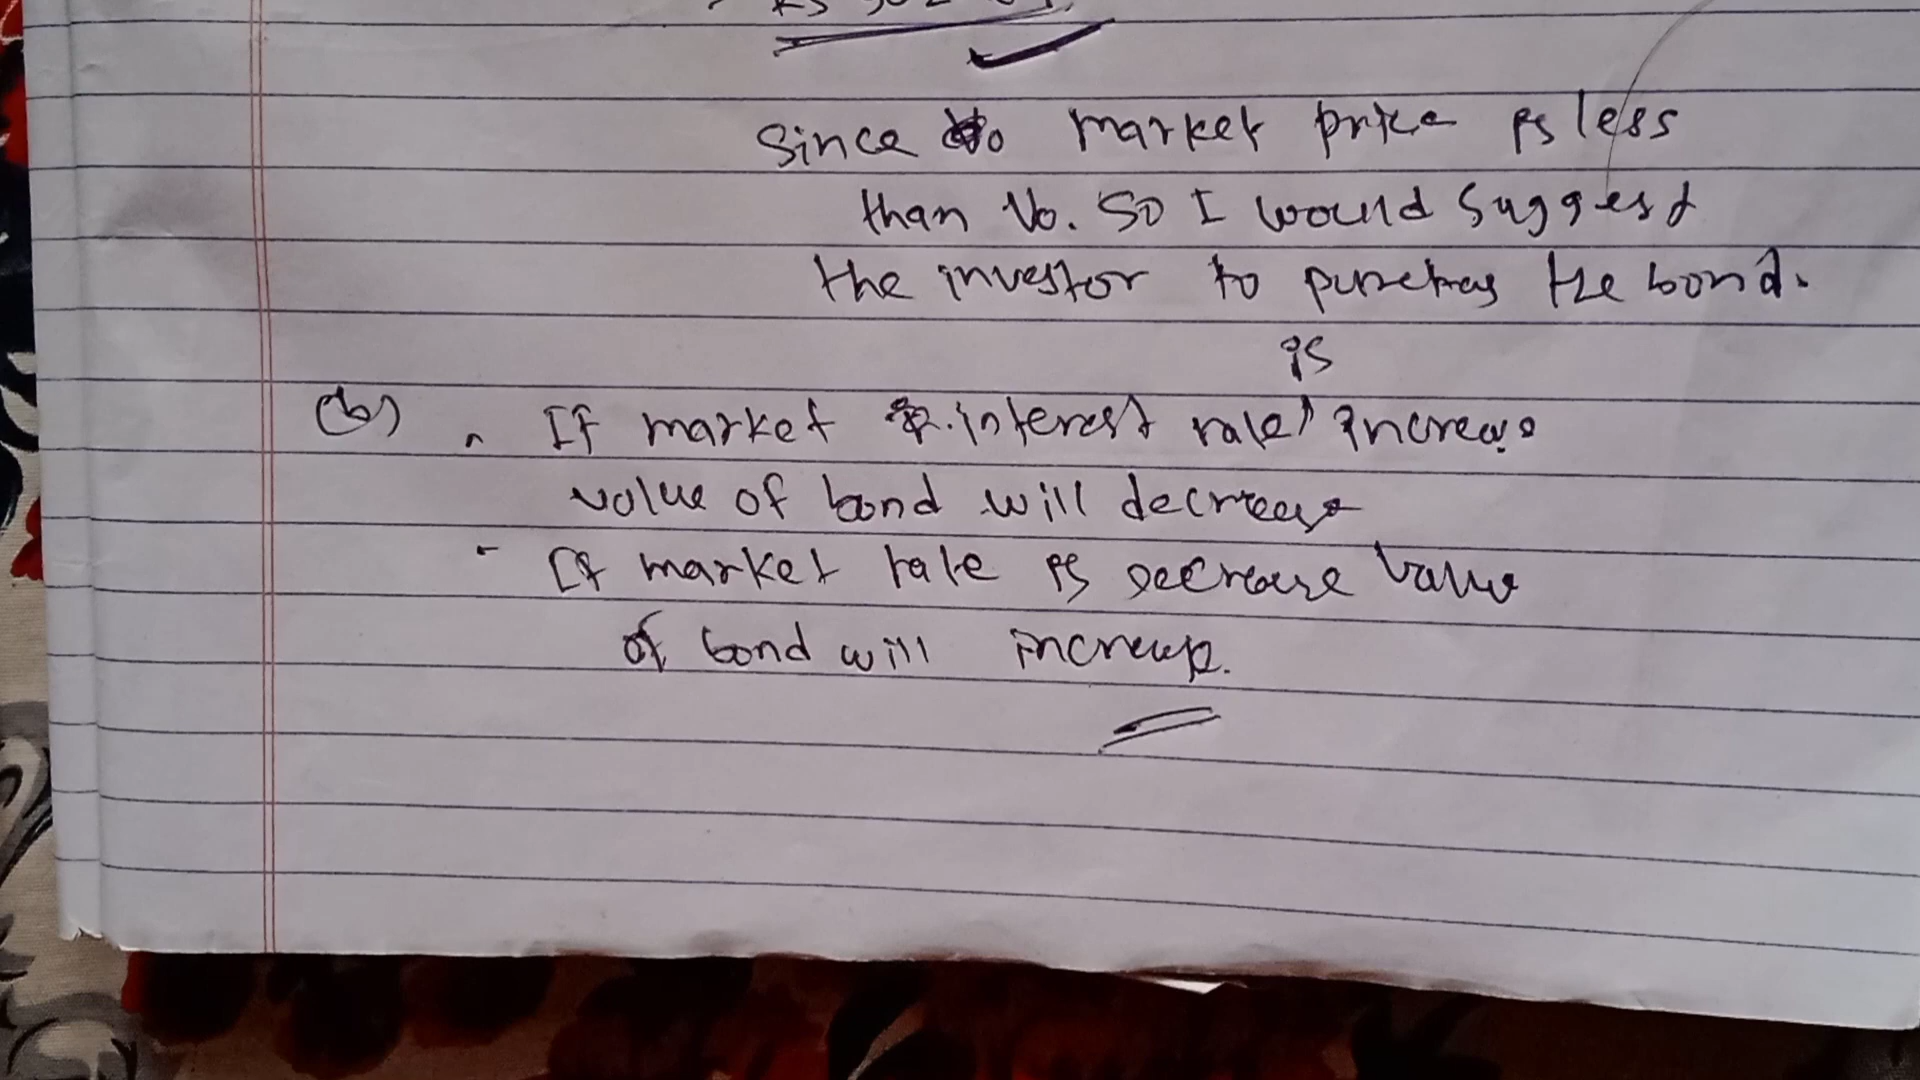 Since market price is less
than Vo. So I would suggest
the investor to the bond.
is
(b) If market interest rate increase
value of bond will decrease
If market rate is decrease value
of bond will increase.